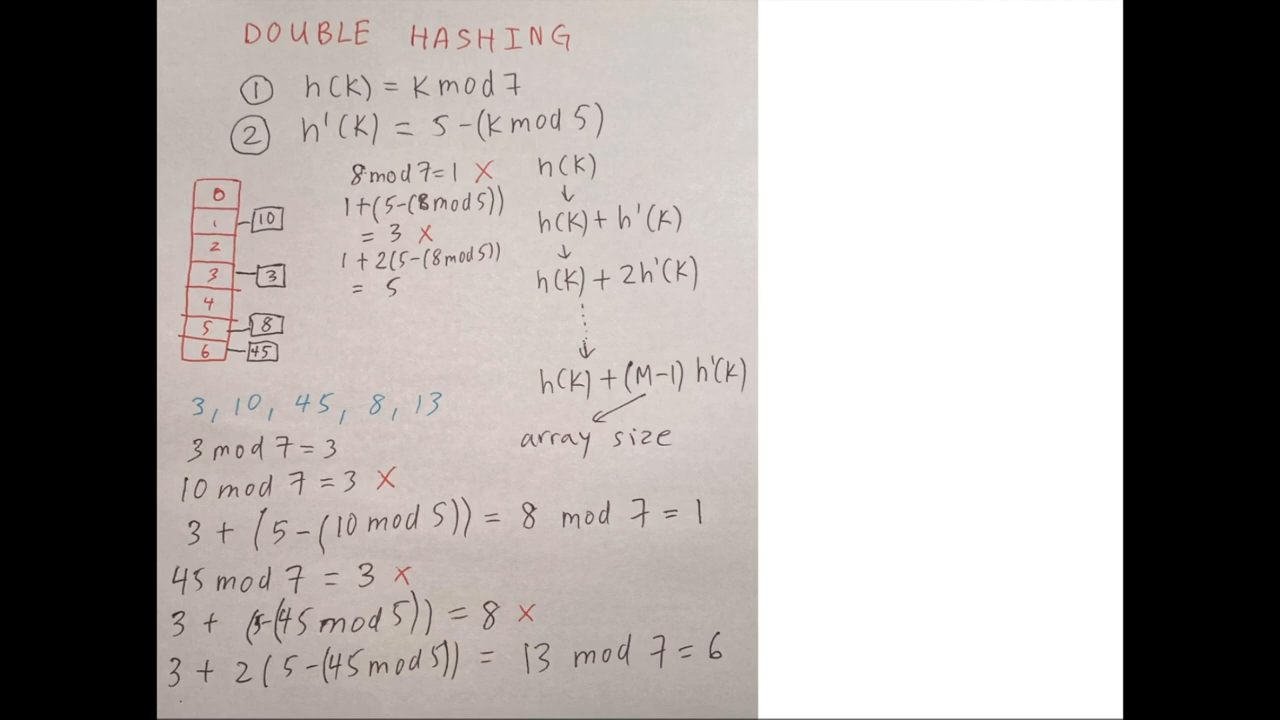 DOUBLE HASHING
① h(K) = K mod 7
② h'(K) = 5 - (K mod 5)
8 mod 7 = 1 X
1 + (5 - (8 mod 5))
= 3 X
1 + 2(5 - (8 mod 5))
= 5
h(K)
↓
h(K) + h'(K)
↓
h(K) + 2h'(K)
↓
h(K) + (M-1) h'(K)
array size
0
1 10
2
3 3
4
5 8
6 45
3, 10, 45, 8, 13
3 mod 7 = 3
10 mod 7 = 3 X
3 + (5 - (10 mod 5)) = 8 mod 7 = 1
45 mod 7 = 3 X
3 + (5-(45 mod 5)) = 8 X
3 + 2(5 - (45 mod 5)) = 13 mod 7 = 6